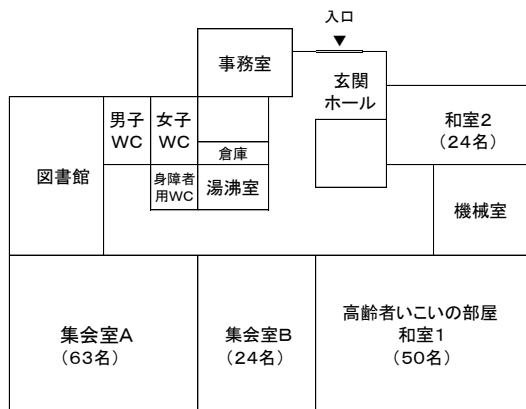 入口
▼
事務室
玄関
ホール
男子
WC
女子
WC
和室2
（24名）
倉庫
図書館
身障者
用WC
湯沸室
機械室
集会室A
（63名）
集会室B
（24名）
高齢者いこいの部屋
和室1
（50名）